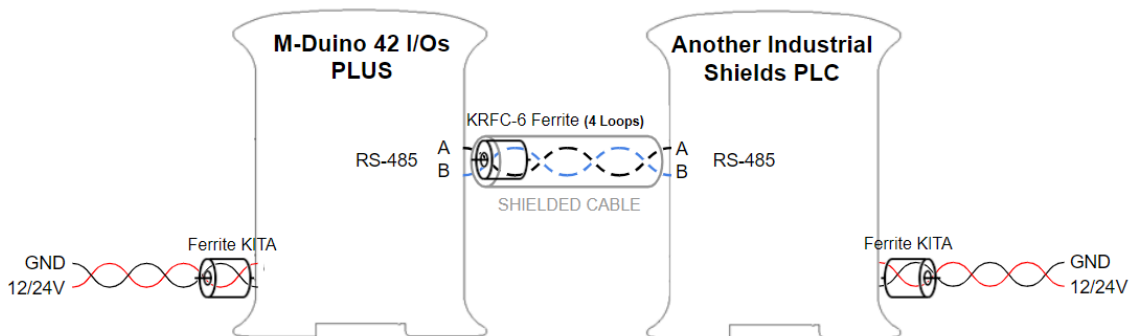 M-Duino 42 I/Os
PLUS
Another Industrial
Shields PLC
KRFC-6 Ferrite (4 Loops)
RS-485
A
B
A
B
RS-485
SHIELDED CABLE
Ferrite KITA
GND
12/24V
Ferrite KITA
GND
12/24V